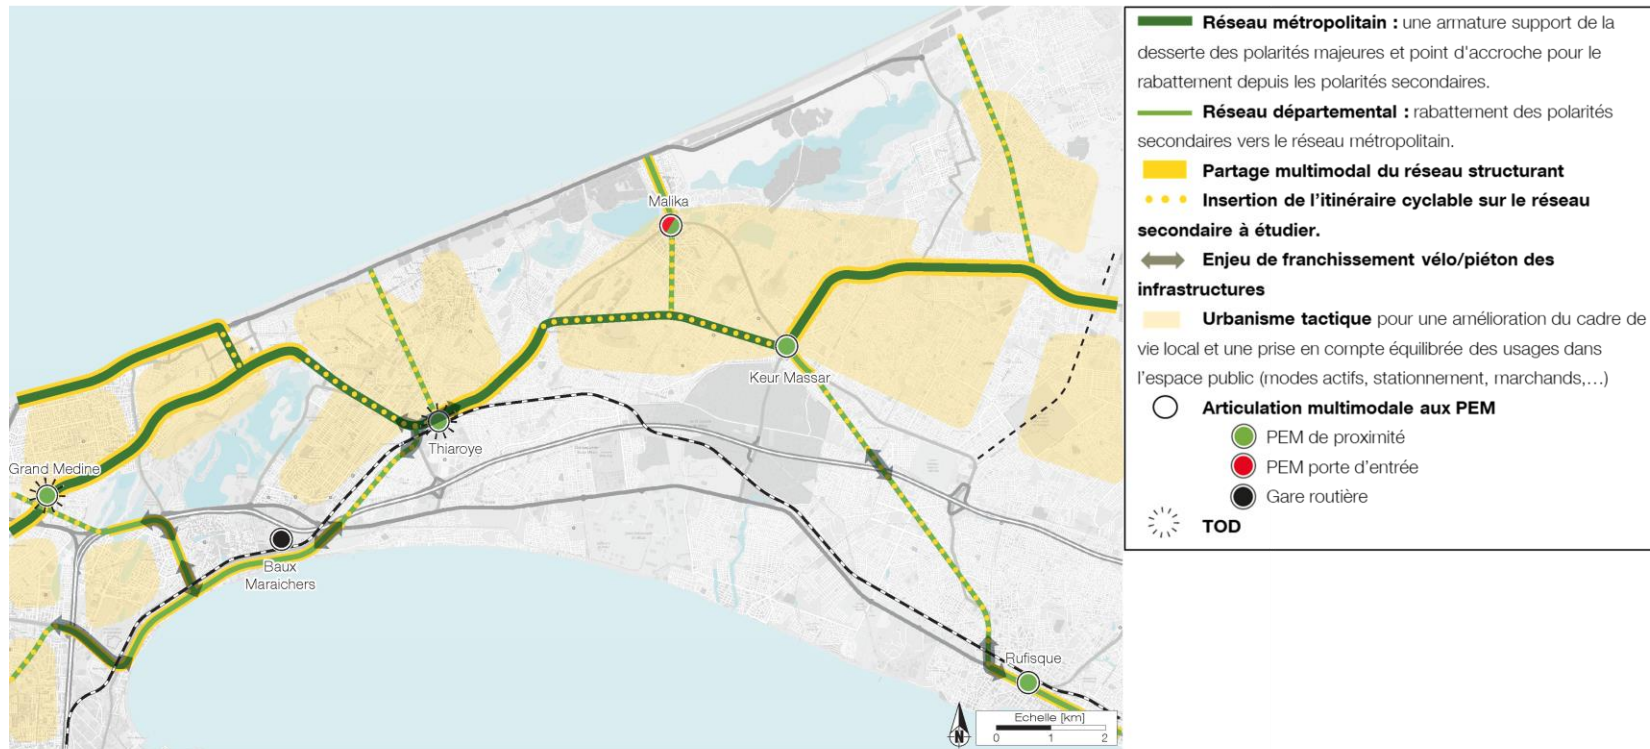 Malika
Keur Massar
Thiaroye
Grand Medine
Baux
Maraichers
Rufisque
N
Echelle [km]
0 1 2
Réseau métropolitain : une armature support de la
desserte des polarités majeures et point d'accroche pour le
rabattement depuis les polarités secondaires.
Réseau départemental : rabattement des polarités
secondaires vers le réseau métropolitain.
Partage multimodal du réseau structurant
Insertion de l'itinéraire cyclable sur le réseau
secondaire à étudier.
Enjeu de franchissement vélo/piéton des
infrastructures
Urbanisme tactique pour une amélioration du cadre de
vie local et une prise en compte équilibrée des usages dans
l'espace public (modes actifs, stationnement, marchands,...)
Articulation multimodale aux PEM
PEM de proximité
PEM porte d'entrée
Gare routière
TOD